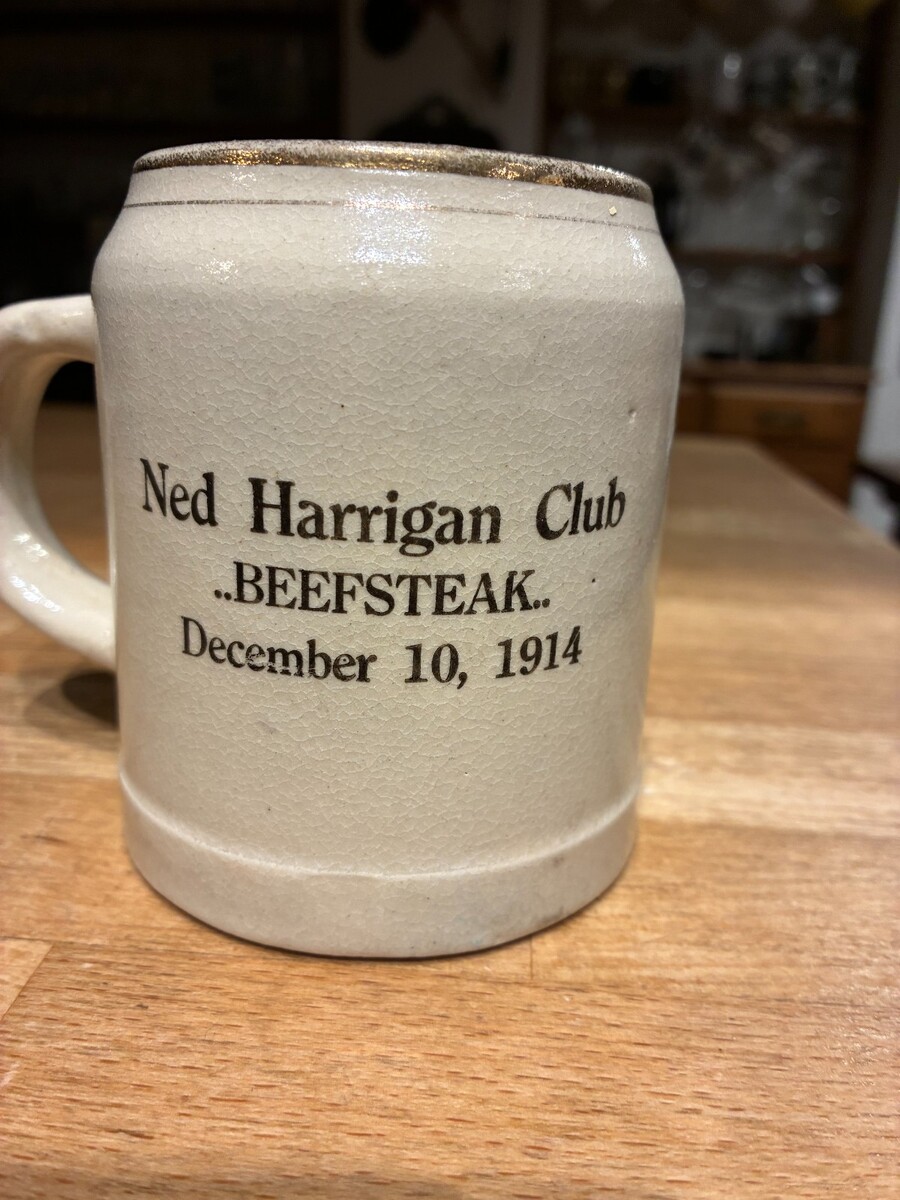 Ned Harrigan Club
..BEEFSTEAK..
December 10, 1914